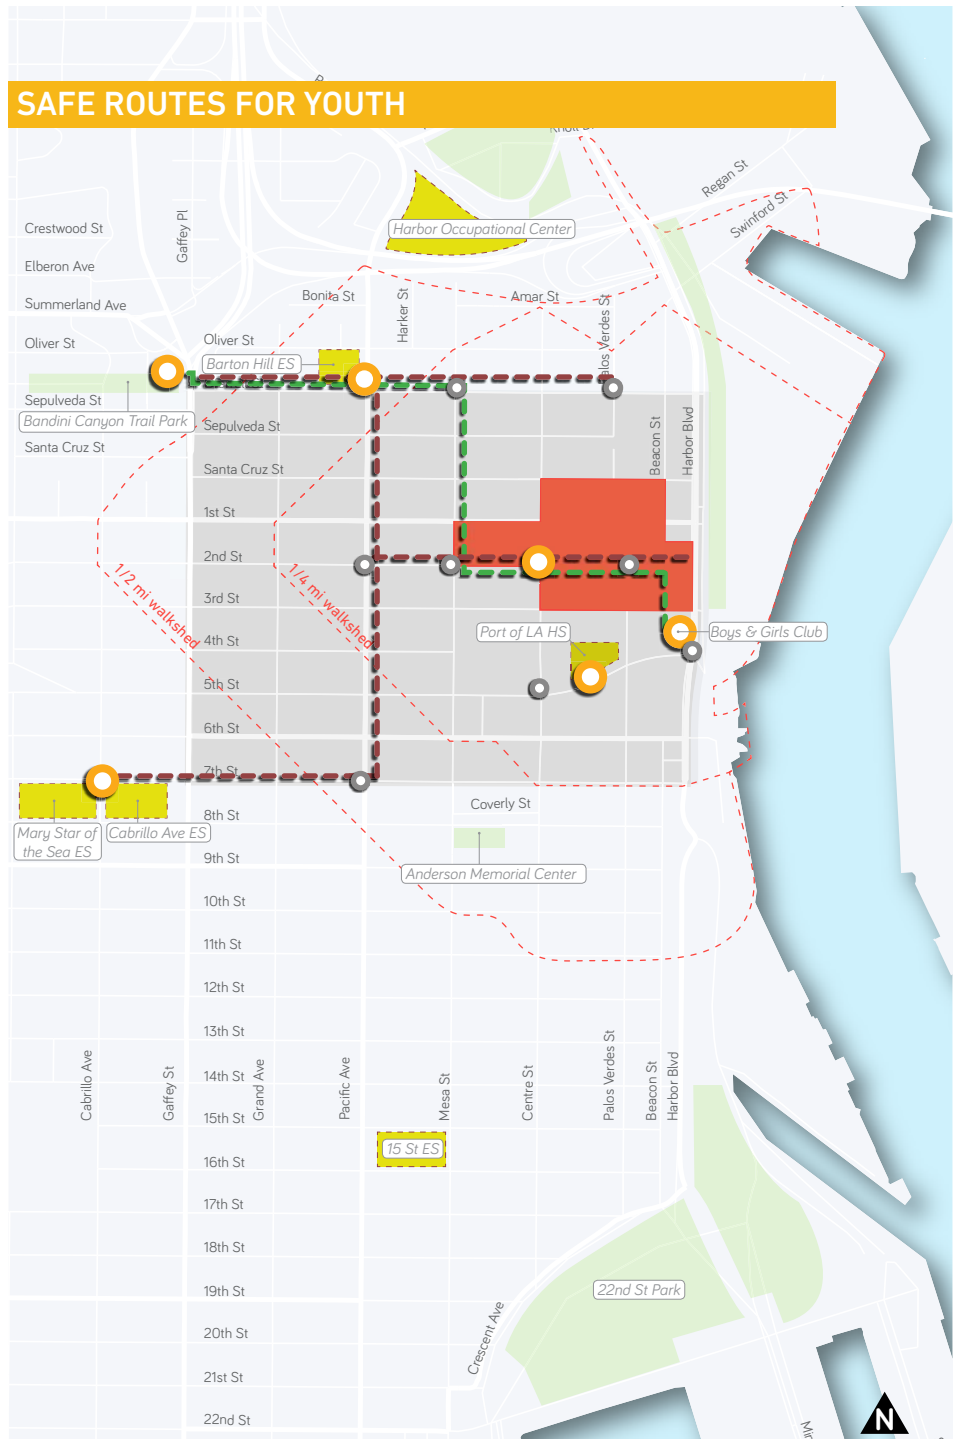 SAFE ROUTES FOR YOUTH
Regan St
Swinford St
Crestwood St
Gaffey Pl
Harbor Occupational Center
Elberon Ave
Summerland Ave
Bonita St
Harker St
Amar St
Palos Verdes St
Oliver St
Oliver St
Barton Hill ES
Sepulveda St
Bandini Canyon Trail Park
Sepulveda St
Santa Cruz St
Santa Cruz St
Beacon St
Harbor Blvd
1st St
2nd St
1/2 mi walkshed
1/4 mi walkshed
3rd St
4th St
Port of LA HS
Boys & Girls Club
5th St
6th St
7th St
Coverly St
8th St
Mary Star of
the Sea ES
Cabrillo Ave ES
9th St
Anderson Memorial Center
10th St
11th St
12th St
13th St
14th St
Cabrillo Ave
Gaffey St
Grand Ave
Pacific Ave
Mesa St
Centre St
Palos Verdes St
Beacon St
Harbor Blvd
15th St
15 St ES
16th St
17th St
18th St
19th St
22nd St Park
20th St
Crescent Ave
21st St
22nd St
N